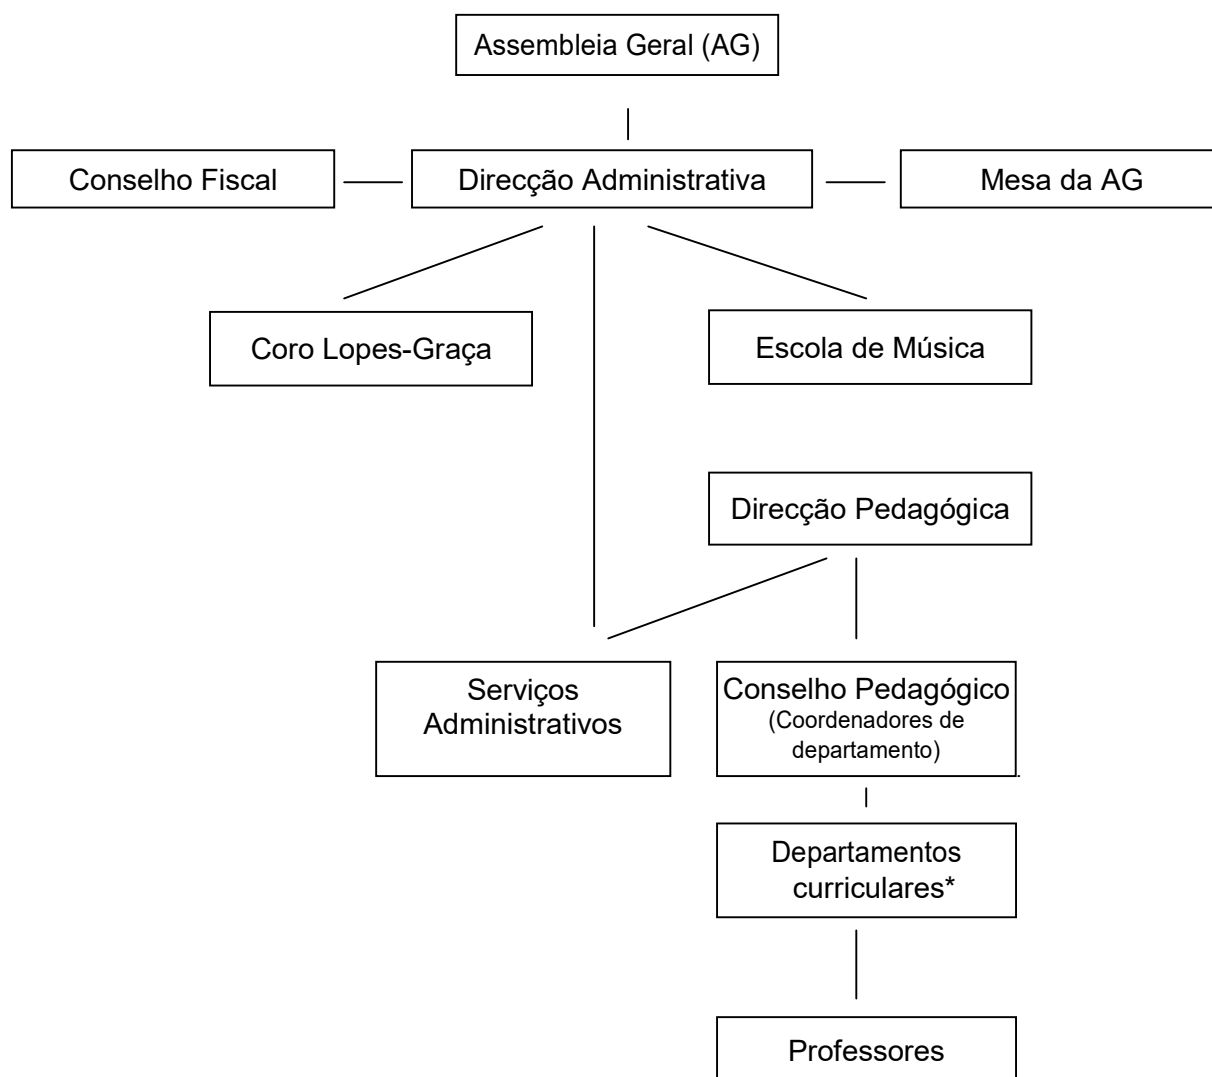 Assembleia Geral (AG)
Conselho Fiscal
Direcção Administrativa
Mesa da AG
Coro Lopes-Graça
Escola de Música
Direcção Pedagógica
Serviços
Administrativos
Conselho Pedagógico
(Coordenadores de
departamento)
.
Departamentos
curriculares*
Professores